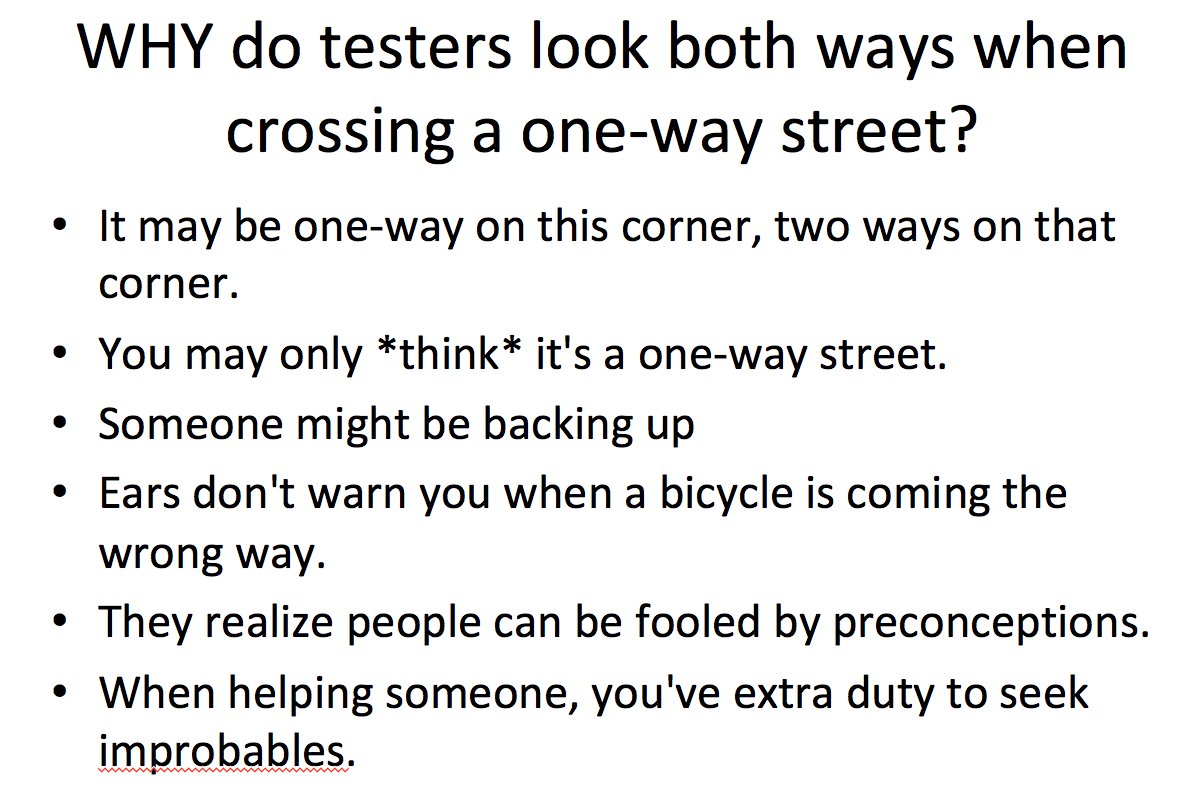 WHY do testers look both ways when
crossing a one-way street?
• It may be one-way on this corner, two ways on that
corner.
• You may only *think* it's a one-way street.
• Someone might be backing up
• Ears don't warn you when a bicycle is coming the
wrong way.
• They realize people can be fooled by preconceptions.
• When helping someone, you've extra duty to seek
improbables.